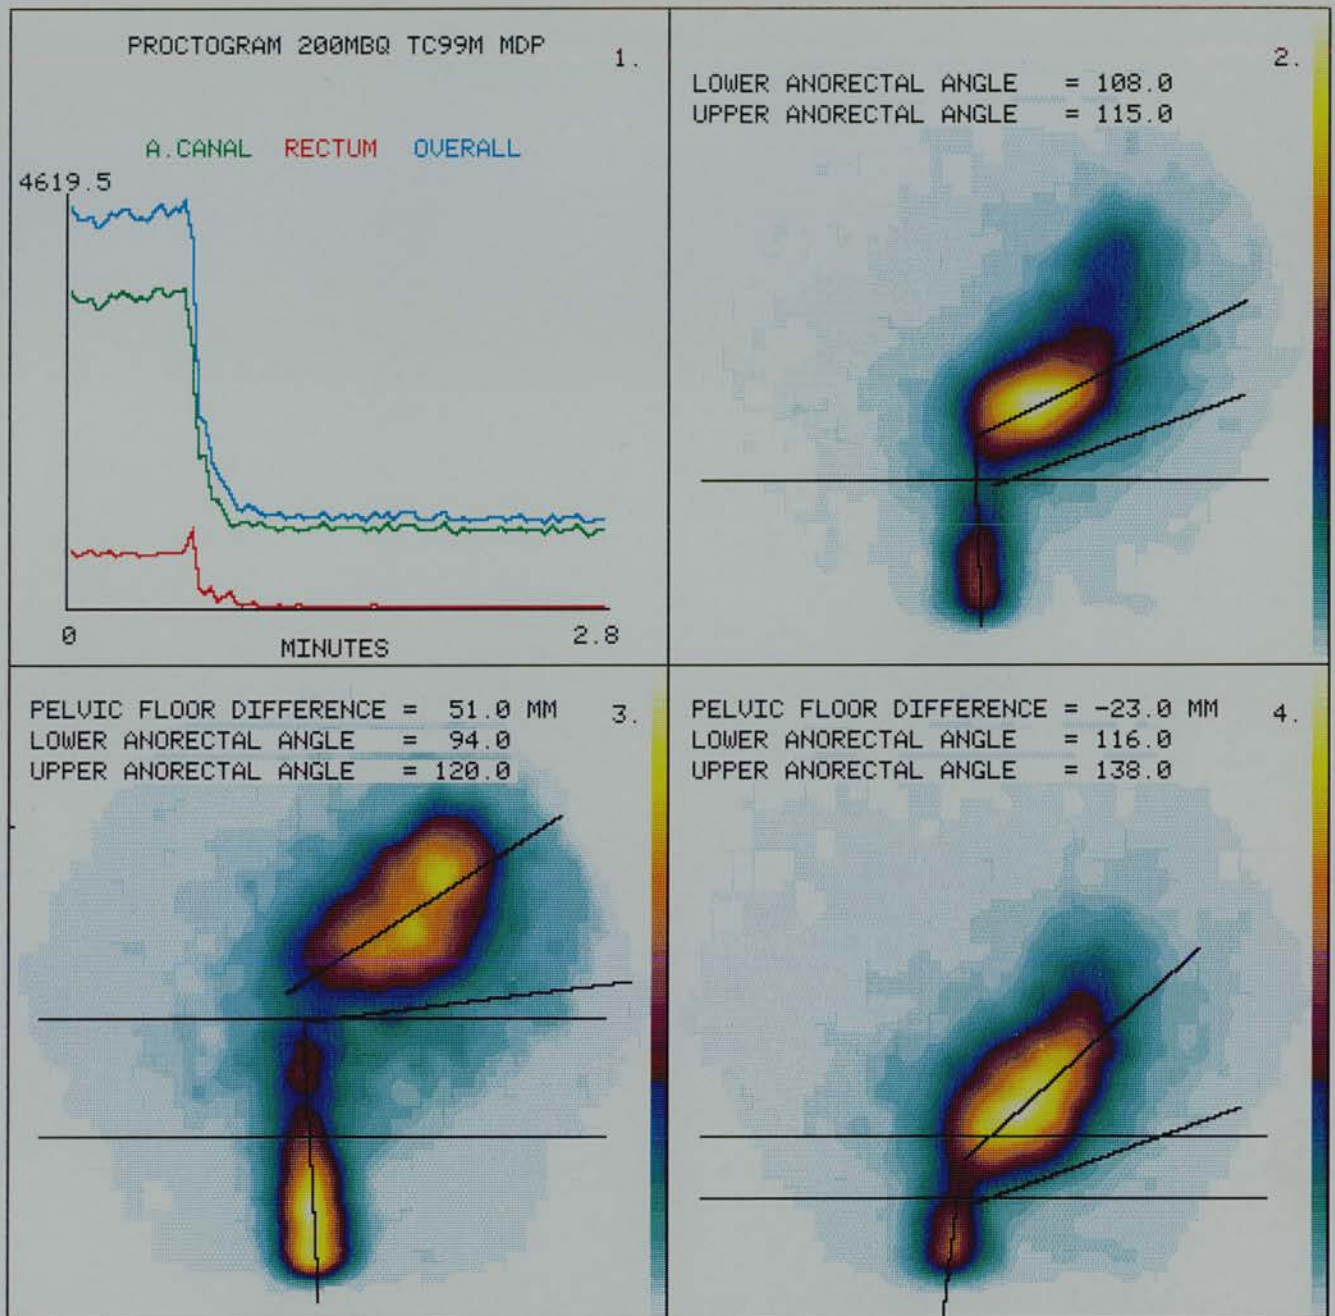 PROCTOGRAM 200MBQ TC99M MDP
1.
A.CANAL RECTUM OVERALL
4619.5
0
2.8
MINUTES
2.
LOWER ANORECTAL ANGLE = 108.0
UPPER ANORECTAL ANGLE = 115.0
PELVIC FLOOR DIFFERENCE = 51.0 MM
3.
LOWER ANORECTAL ANGLE = 94.0
UPPER ANORECTAL ANGLE = 120.0
PELVIC FLOOR DIFFERENCE = -23.0 MM
4.
LOWER ANORECTAL ANGLE = 116.0
UPPER ANORECTAL ANGLE = 138.0